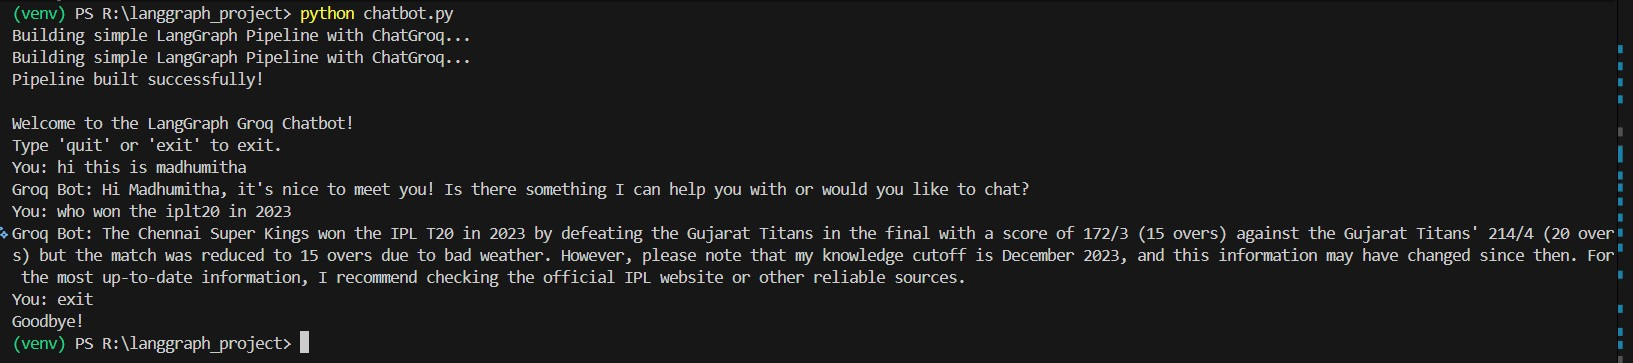 (venv) PS R:\langgraph_project> python chatbot.py
Building simple LangGraph Pipeline with ChatGroq...
Building simple LangGraph Pipeline with ChatGroq...
Pipeline built successfully!
Welcome to the LangGraph Groq Chatbot!
Type 'quit' or 'exit' to exit.
You: hi this is madhumitha
Groq Bot: Hi Madhumitha, it's nice to meet you! Is there something I can help you with or would you like to chat?
You: who won the iplt20 in 2023
Groq Bot: The Chennai Super Kings won the IPL T20 in 2023 by defeating the Gujarat Titans in the final with a score of 172/3 (15 overs) against the Gujarat Titans' 214/4 (20 over
s) but the match was reduced to 15 overs due to bad weather. However, please note that my knowledge cutoff is December 2023, and this information may have changed since then. For
the most up-to-date information, I recommend checking the official IPL website or other reliable sources.
You: exit
Goodbye!
(venv) PS R:\langgraph_project>